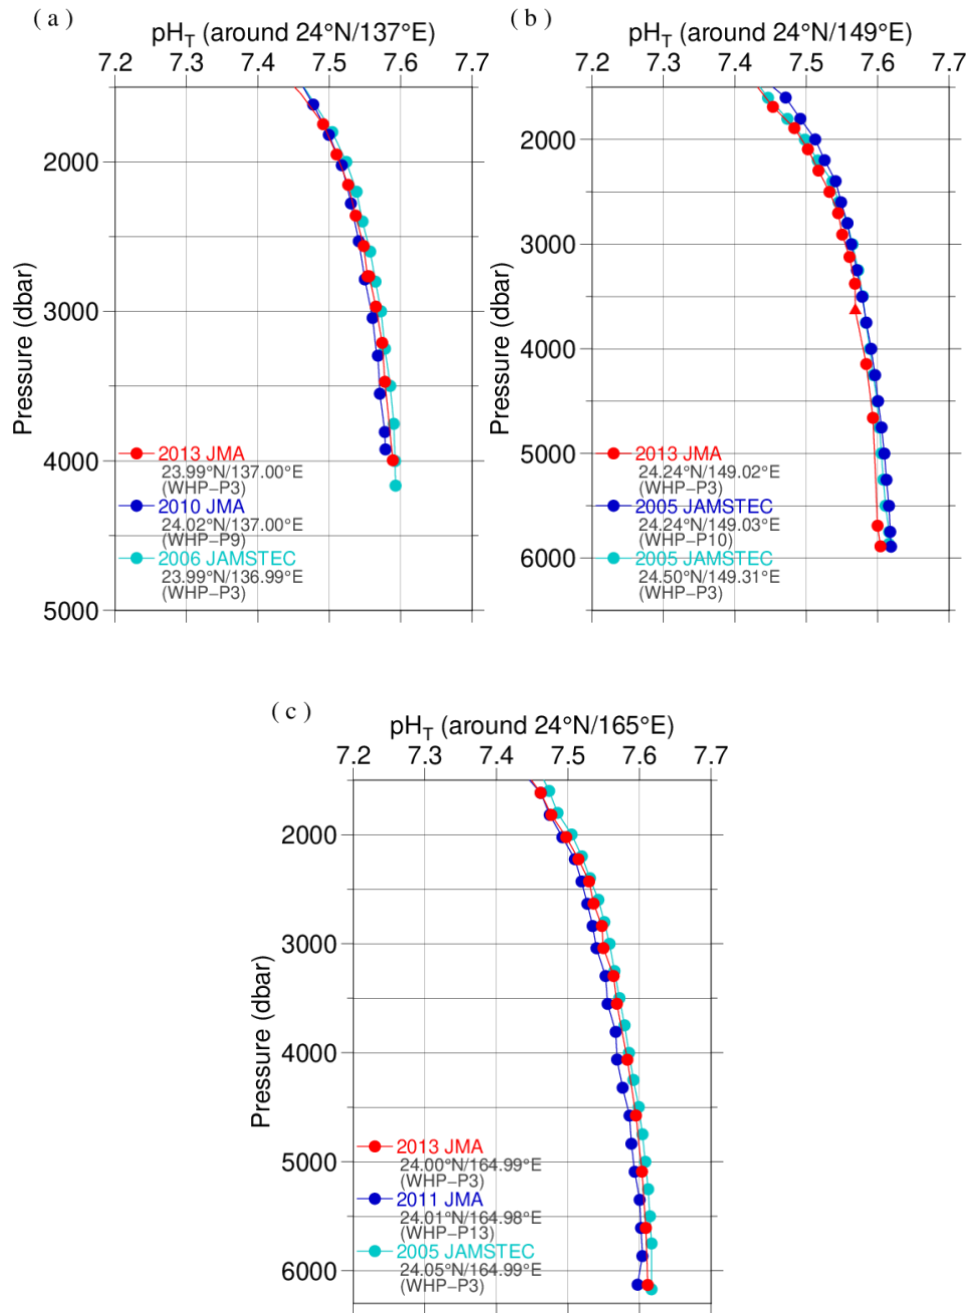 ( a )
pH_T (around 24°N/137°E)
7.2 7.3 7.4 7.5 7.6 7.7
2000
3000
4000
5000
Pressure (dbar)
2013 JMA
23.99°N/137.00°E
(WHP−P3)
2010 JMA
24.02°N/137.00°E
(WHP−P9)
2006 JAMSTEC
23.99°N/136.99°E
(WHP−P3)
( b )
pH_T (around 24°N/149°E)
7.2 7.3 7.4 7.5 7.6 7.7
2000
3000
4000
5000
6000
Pressure (dbar)
2013 JMA
24.24°N/149.02°E
(WHP−P3)
2005 JAMSTEC
24.24°N/149.03°E
(WHP−P10)
2005 JAMSTEC
24.50°N/149.31°E
(WHP−P3)
( c )
pH_T (around 24°N/165°E)
7.2 7.3 7.4 7.5 7.6 7.7
2000
3000
4000
5000
6000
Pressure (dbar)
2013 JMA
24.00°N/164.99°E
(WHP−P3)
2011 JMA
24.01°N/164.98°E
(WHP−P13)
2005 JAMSTEC
24.05°N/164.99°E
(WHP−P3)